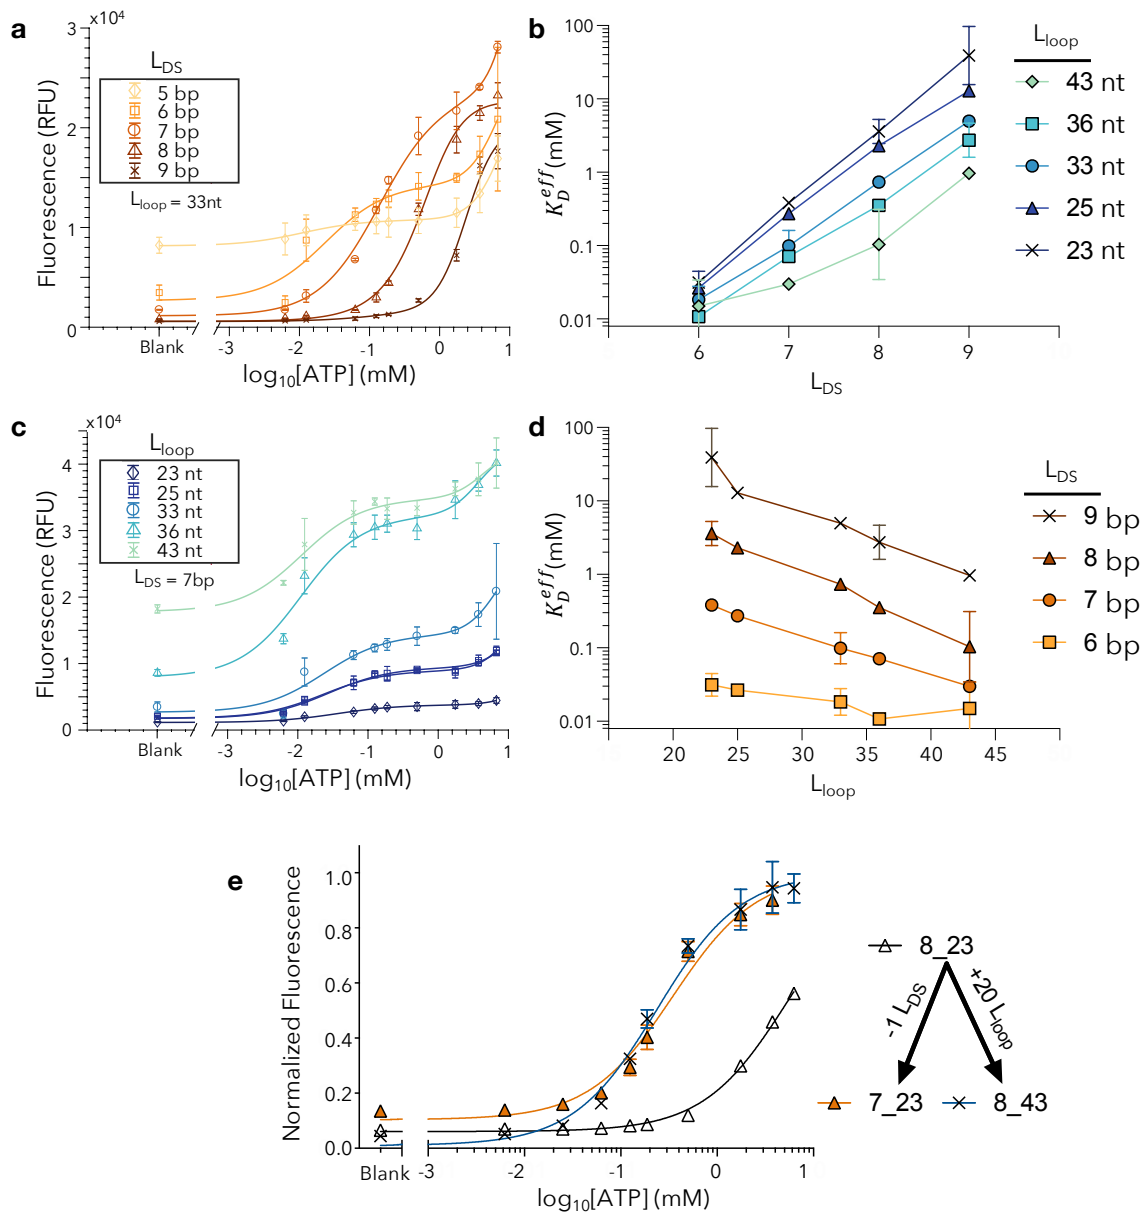 a
x10⁴
3
2
1
0
Fluorescence (RFU)
L_DS
5 bp
6 bp
7 bp
8 bp
9 bp
L_loop = 33nt
Blank
-3
-2
-1
0
1
log₁₀[ATP] (mM)
b
100
10
1
0.1
0.01
K_D^eff (mM)
6
7
8
9
L_DS
L_loop
43 nt
36 nt
33 nt
25 nt
23 nt
c
x10⁴
4
3
2
1
0
Fluorescence (RFU)
L_loop
23 nt
25 nt
33 nt
36 nt
43 nt
L_DS = 7bp
Blank
-3
-2
-1
0
1
log₁₀[ATP] (mM)
d
100
10
1
0.1
0.01
K_D^eff (mM)
20
25
30
35
40
45
L_loop
L_DS
9 bp
8 bp
7 bp
6 bp
e
1.0
0.8
0.6
0.4
0.2
0.0
Normalized Fluorescence
Blank
-3
-2
-1
0
1
log₁₀[ATP] (mM)
8_23
-1 L_DS
+20 L_loop
7_23
8_43